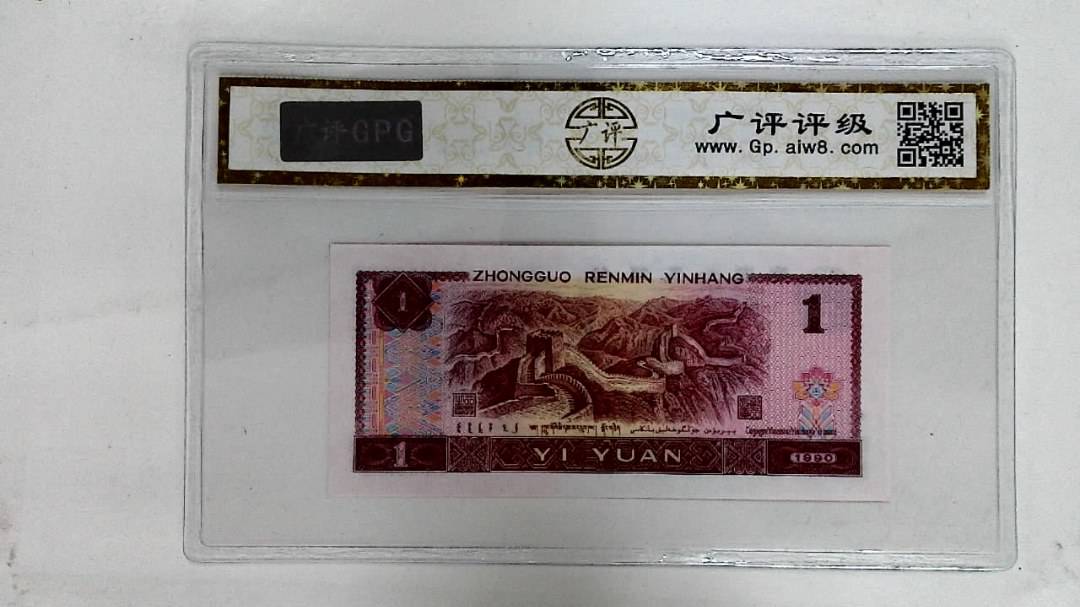 广评GPG
广评
广评评级
www. Gp. aiw8. com
ZHONGGUO RENMIN YINHANG
1
1
1
YI YUAN
1990